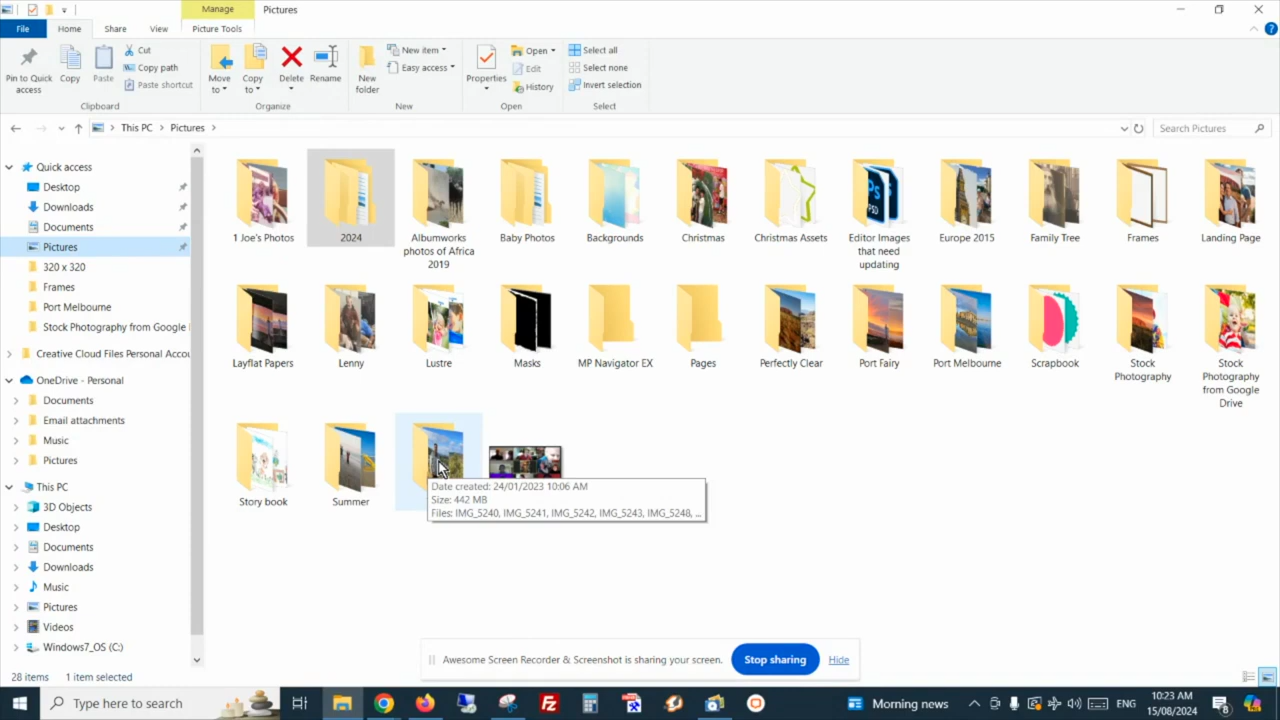 Manage
Pictures
File
Home
Share
View
Picture Tools
Pin to Quick access
Copy
Paste
Cut
Copy path
Paste shortcut
Clipboard
Move to
Copy to
Delete
Rename
Organize
New folder
New item
Easy access
New
Properties
Open
Edit
History
Open
Select all
Select none
Invert selection
Select
This PC
Pictures
Search Pictures
Quick access
Desktop
Downloads
Documents
Pictures
320 x 320
Frames
Port Melbourne
Stock Photography from Google
Creative Cloud Files Personal Accou
OneDrive - Personal
Documents
Email attachments
Music
Pictures
This PC
3D Objects
Desktop
Documents
Downloads
Music
Pictures
Videos
Windows7_OS (C:)
1 Joe's Photos
2024
Albumworks
photos of Africa
2019
Baby Photos
Backgrounds
Christmas
Christmas Assets
Editor Images
that need
updating
Europe 2015
Family Tree
Frames
Landing Page
Layflat Papers
Lenny
Lustre
Masks
MP Navigator EX
Pages
Perfectly Clear
Port Fairy
Port Melbourne
Scrapbook
Stock
Photography
Stock
Photography
from Google
Drive
Story book
Summer
Date created: 24/01/2023 10:06 AM
Size: 442 MB
Files: IMG_5240, IMG_5241, IMG_5242, IMG_5243, IMG_5248, ...
Awesome Screen Recorder & Screenshot is sharing your screen.
Stop sharing
Hide
28 items
1 item selected
Type here to search
Morning news
ENG
10:23 AM
15/08/2024
8